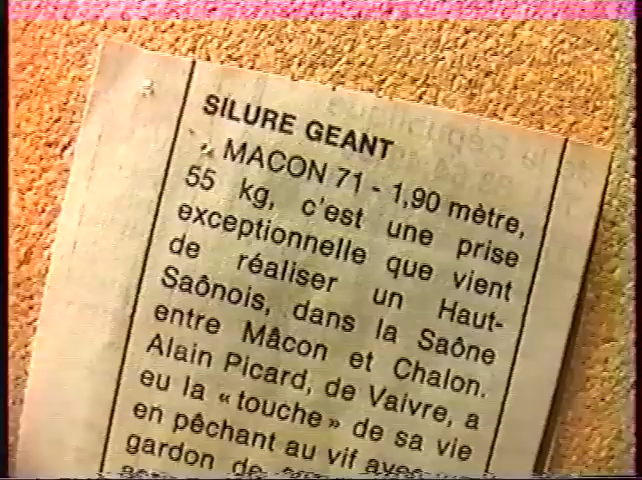 SILURE GEANT
MACON 71 - 1,90 mètre,
55 kg, c'est une prise
exceptionnelle que vient
de réaliser un Haut-
Saônois, dans la Saône
entre Mâcon et Chalon.
Alain Picard, de Vaivre, a
eu la « touche » de sa vie
en pêchant au vif avec
gardon de